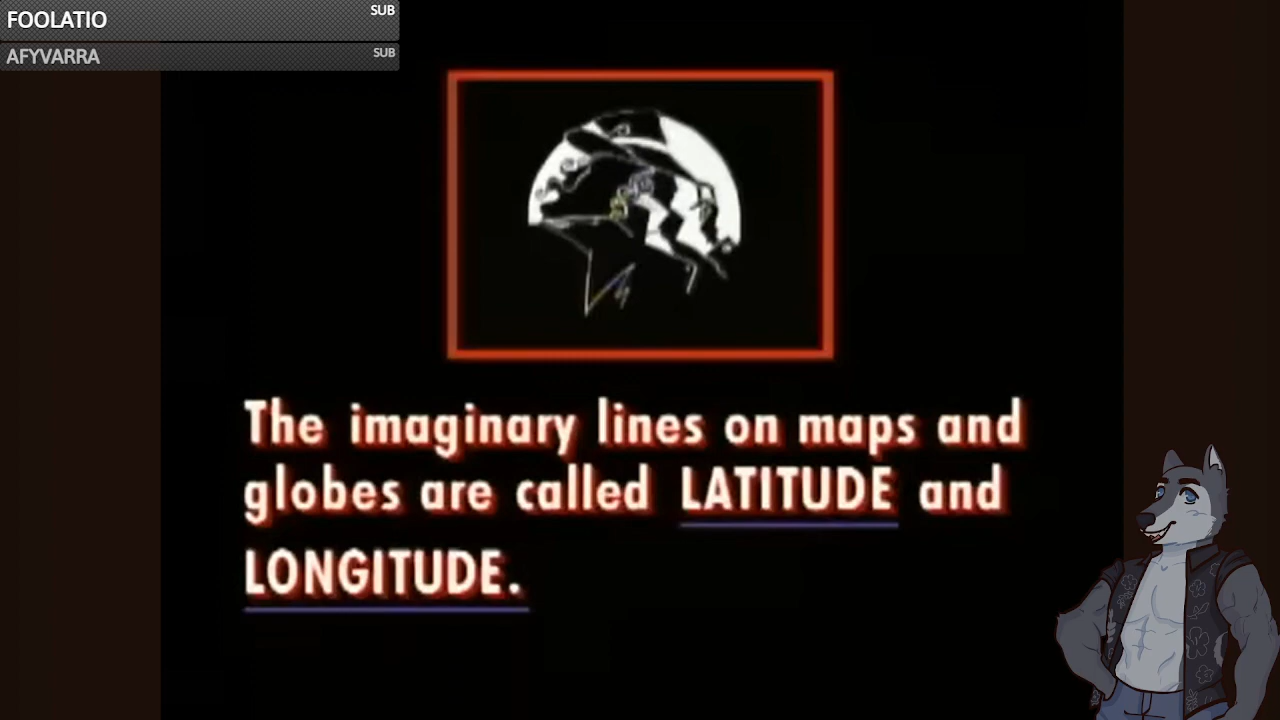 FOOLATIO SUB
AFYVARRA SUB
The imaginary lines on maps and
globes are called LATITUDE and
LONGITUDE.